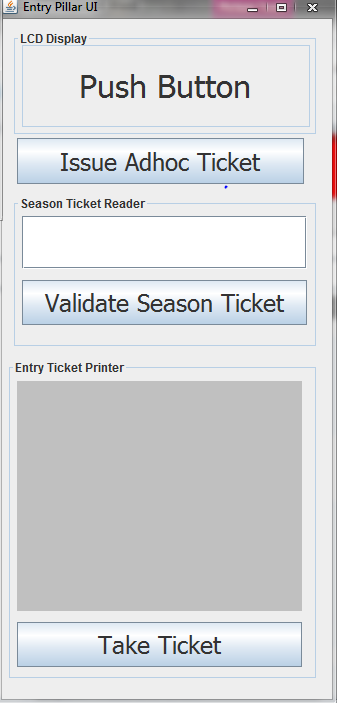 Entry Pillar UI
LCD Display
Push Button
Issue Adhoc Ticket
Season Ticket Reader
Validate Season Ticket
Entry Ticket Printer
Take Ticket